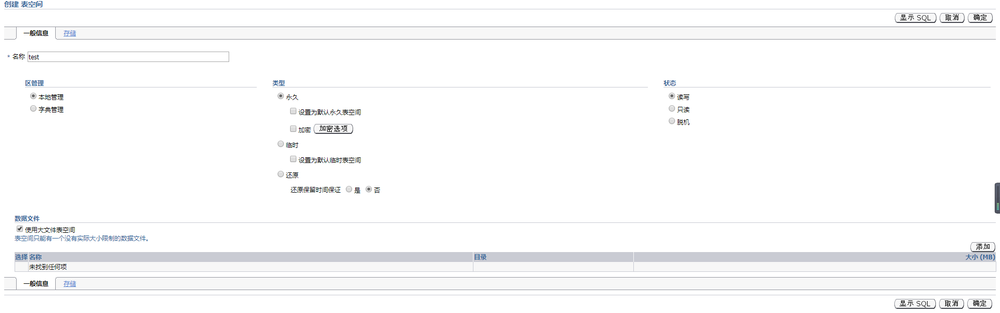 创建 表空间
显示 SQL 取消 确定
一般信息 存储
* 名称 test
区管理 类型 状态
本地管理 永久 读写
字典管理 设置为默认永久表空间 只读
加密 加密选项 脱机
临时
设置为默认临时表空间
还原
还原保留时间保证 是 否
数据文件
使用大文件表空间
表空间只能有一个没有实际大小限制的数据文件。
添加
选择 名称 目录 大小 (MB)
未找到任何项
一般信息 存储
显示 SQL 取消 确定